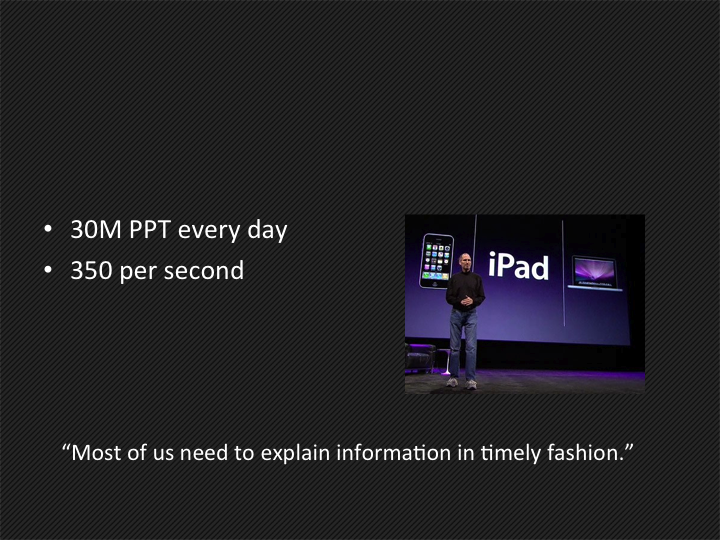 • 30M PPT every day
• 350 per second
iPad
“Most of us need to explain information in timely fashion.”